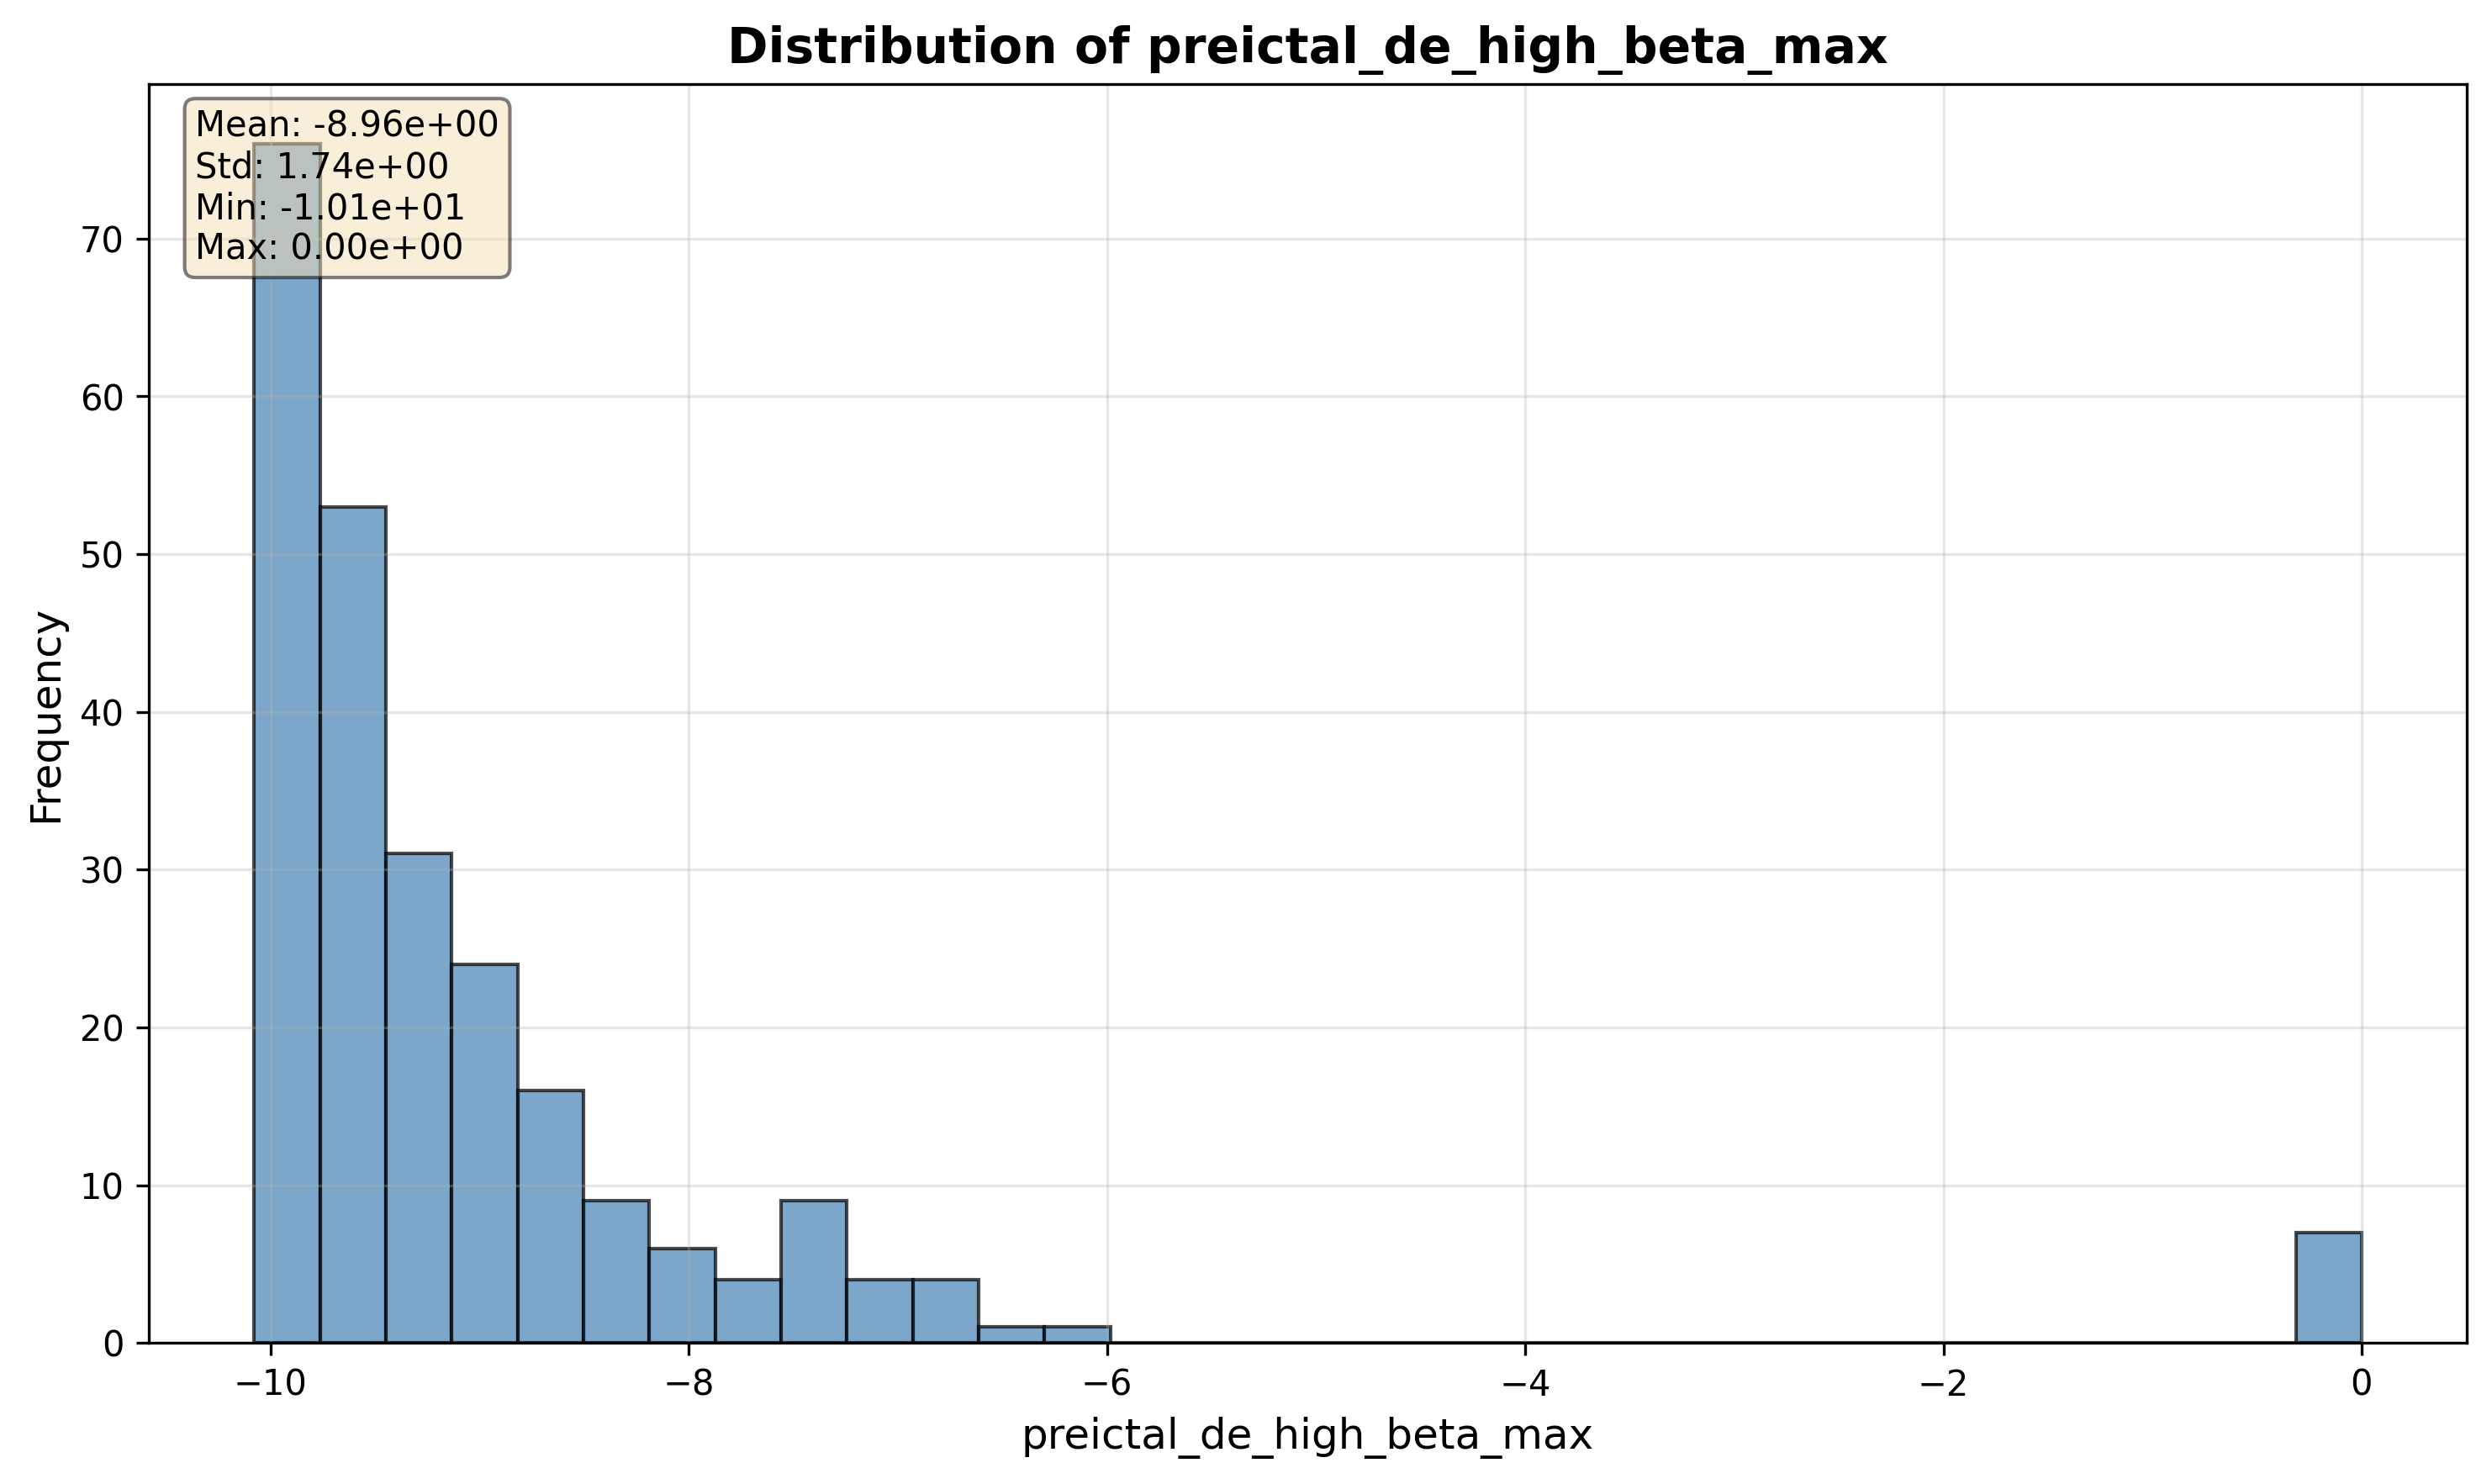 Distribution of preictal_de_high_beta_max
Mean: -8.96e+00
Std: 1.74e+00
Min: -1.01e+01
Max: 0.00e+00
70
60
50
40
30
20
10
0
Frequency
−10
−8
−6
−4
−2
0
preictal_de_high_beta_max